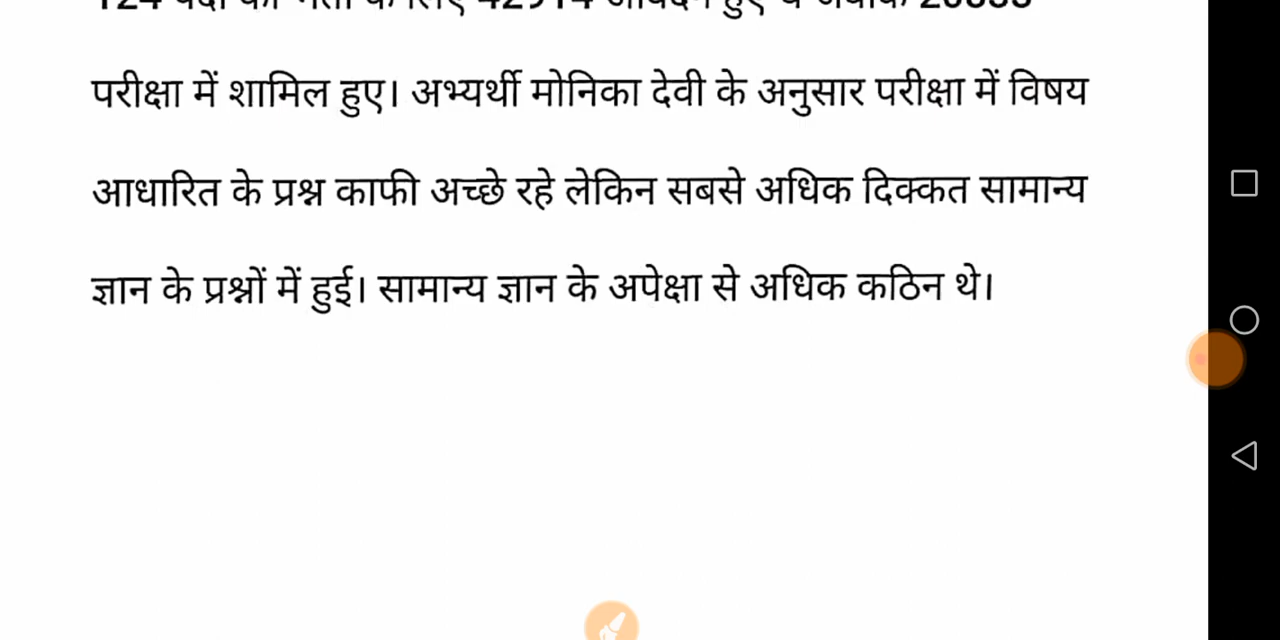 परीक्षा में शामिल हुए। अभ्यर्थी मोनिका देवी के अनुसार परीक्षा में विषय
आधारित के प्रश्न काफी अच्छे रहे लेकिन सबसे अधिक दिक्कत सामान्य
ज्ञान के प्रश्नों में हुई। सामान्य ज्ञान के अपेक्षा से अधिक कठिन थे।